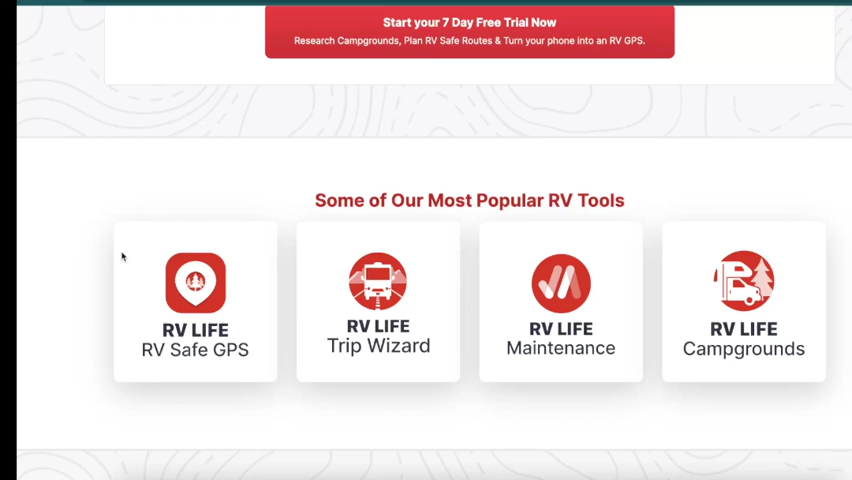 Start your 7 Day Free Trial Now
Research Campgrounds, Plan RV Safe Routes & Turn your phone into an RV GPS.
Some of Our Most Popular RV Tools
RV LIFE
RV Safe GPS
RV LIFE
Trip Wizard
RV LIFE
Maintenance
RV LIFE
Campgrounds